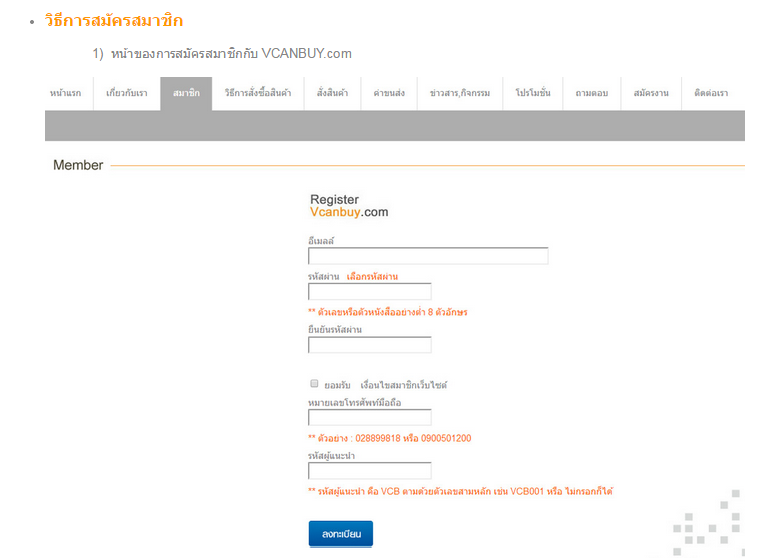 • วิธีการสมัครสมาชิก
1) หน้าของการสมัครสมาชิกกับ VCANBUY.com
หน้าแรก เกี่ยวกับเรา สมาชิก วิธีการสั่งซื้อสินค้า สั่งสินค้า ค่าขนส่ง ข่าวสาร,กิจกรรม โปรโมชั่น ถามตอบ สมัครงาน ติดต่อเรา
Member
Register
Vcanbuy.com
อีเมลล์
รหัสผ่าน เลือกรหัสผ่าน
** ตัวเลขหรือตัวหนังสืออย่างต่ำ 8 ตัวอักษร
ยืนยันรหัสผ่าน
ยอมรับ เงื่อนไขสมาชิกเว็บไซด์
หมายเลขโทรศัพท์มือถือ
** ตัวอย่าง : 028899818 หรือ 0900501200
รหัสผู้แนะนำ
** รหัสผู้แนะนำ คือ VCB ตามด้วยตัวเลขสามหลัก เช่น VCB001 หรือ ไม่กรอกก็ได้
ลงทะเบียน